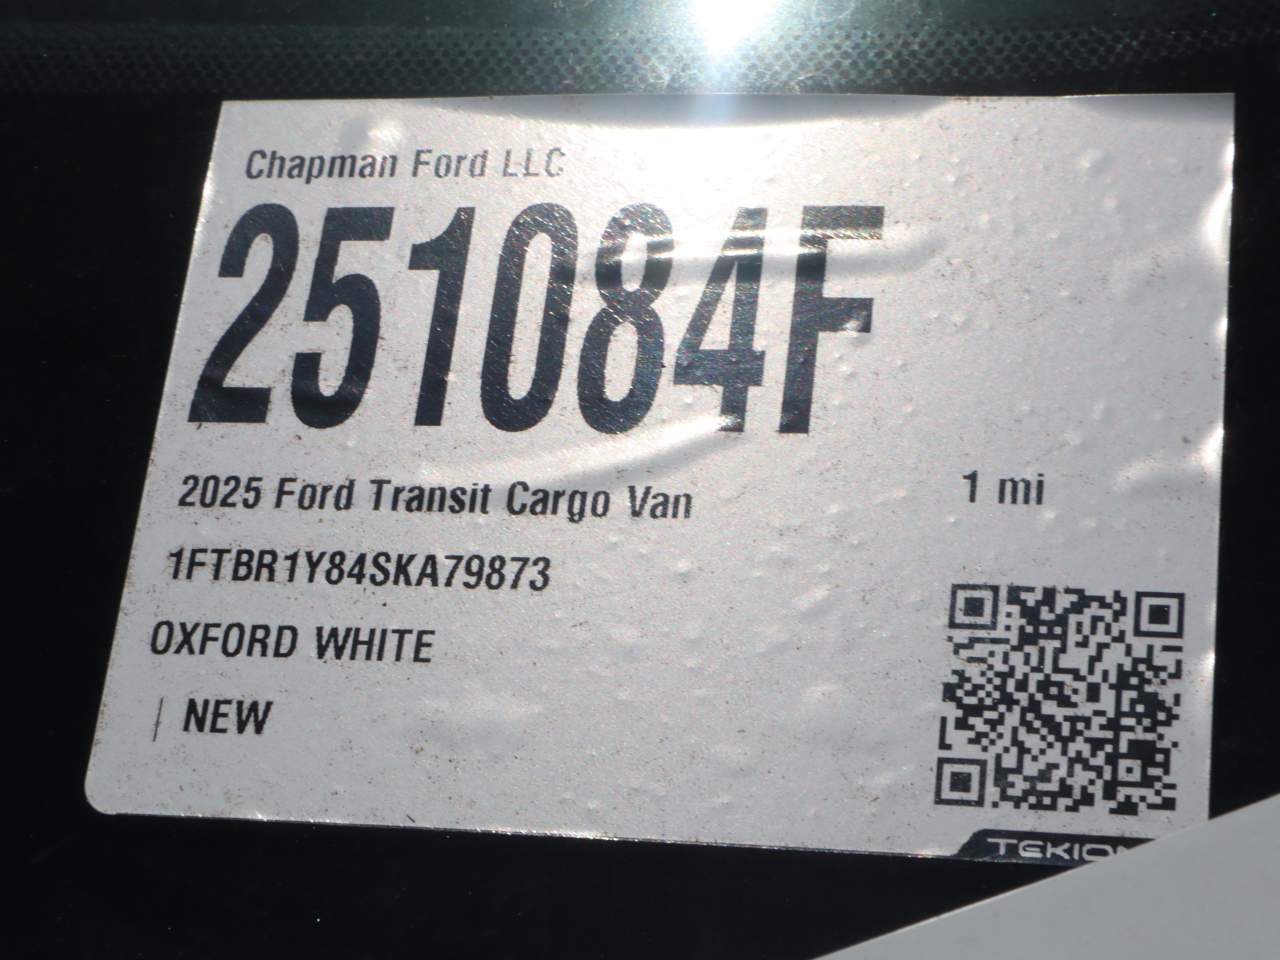 Chapman Ford LLC
251084F
2025 Ford Transit Cargo Van
1 mi
1FTBR1Y84SKA79873
OXFORD WHITE
| NEW
TEKION